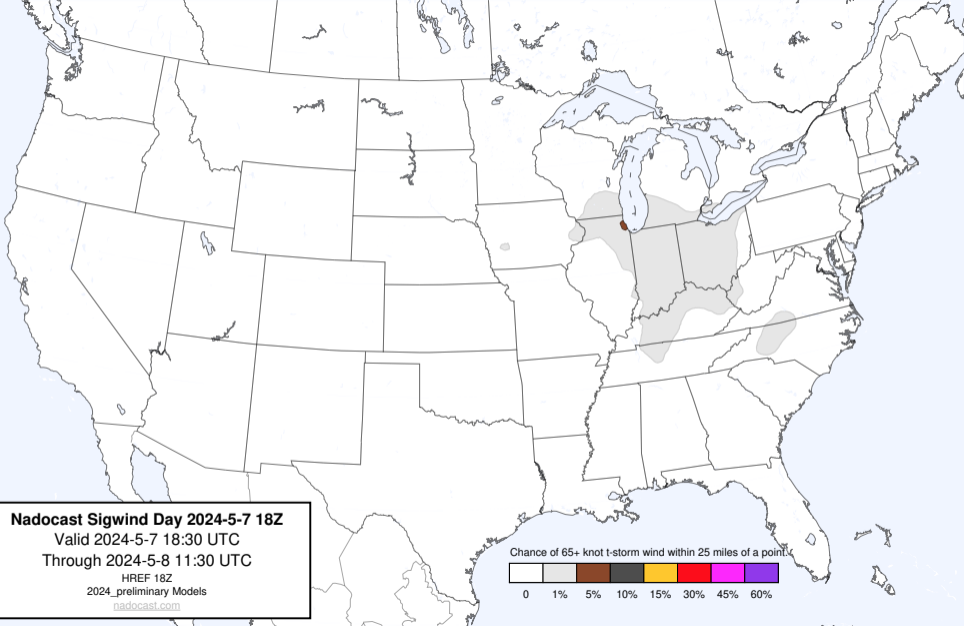 Nadocast Sigwind Day 2024-5-7 18Z
Valid 2024-5-7 18:30 UTC
Through 2024-5-8 11:30 UTC
HREF 18Z
2024_preliminary Models
nadocast.com
Chance of 65+ knot t-storm wind within 25 miles of a point.
0 1% 5% 10% 15% 30% 45% 60%